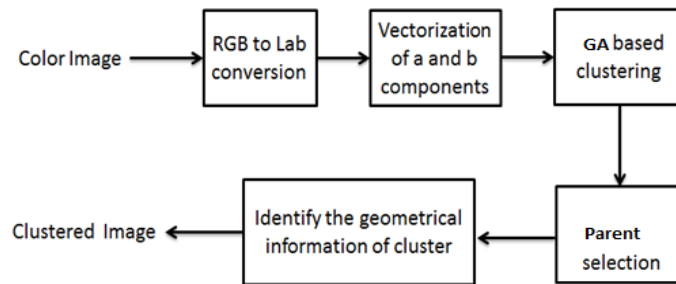 Color Image
RGB to Lab
conversion
Vectorization
of a and b
components
GA based
clustering
Parent
selection
Identify the geometrical
information of cluster
Clustered Image